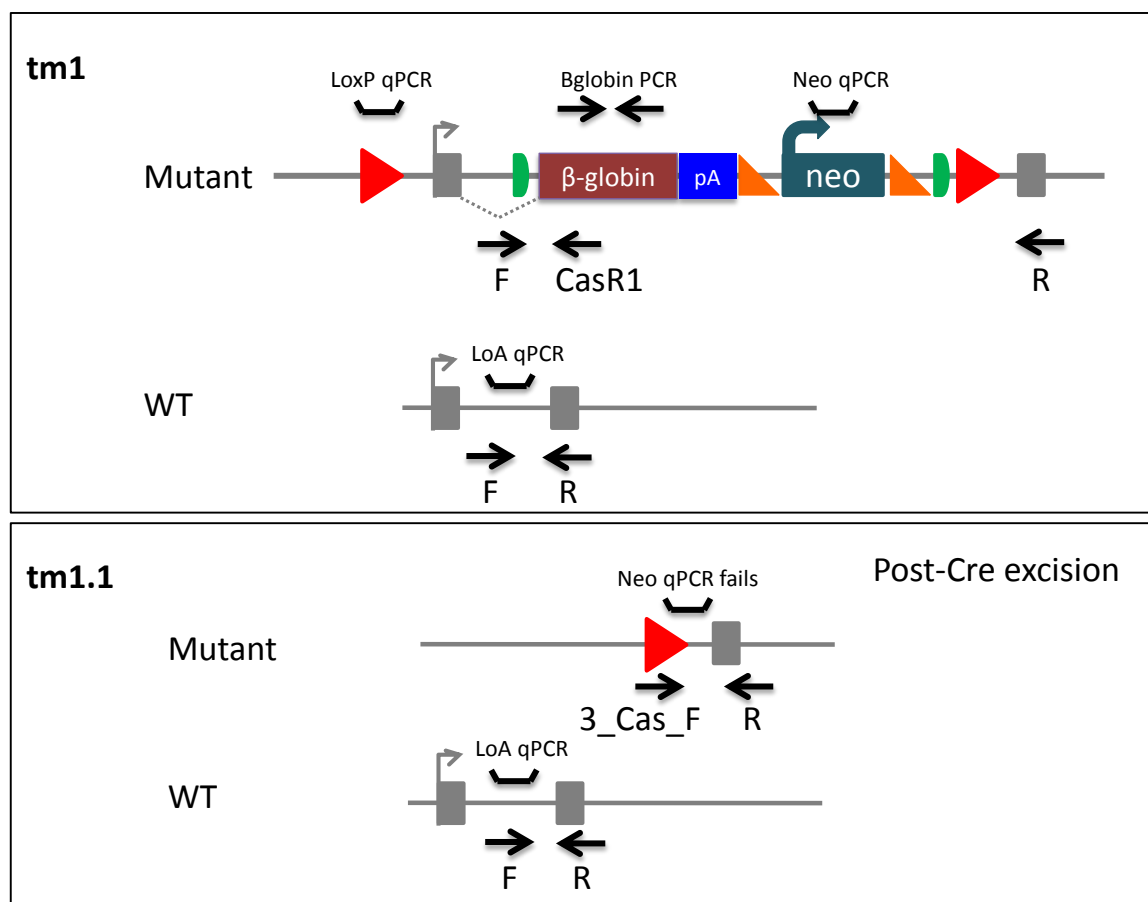 tm1
LoxP qPCR
Bglobin PCR
Neo qPCR
Mutant
β-globin
pA
neo
F
CasR1
R
LoA qPCR
WT
F
R
tm1.1
Post-Cre excision
Neo qPCR fails
Mutant
3_Cas_F
R
LoA qPCR
WT
F
R